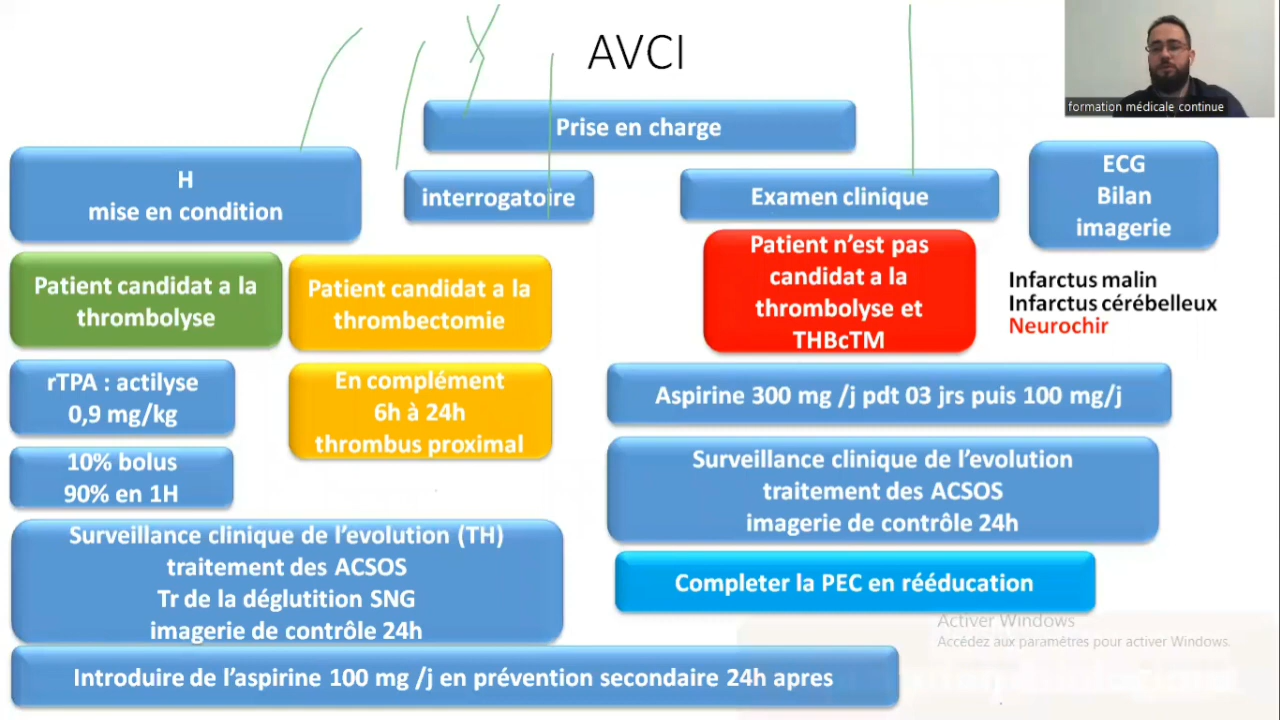 AVCI
formation médicale continue
Prise en charge
H
mise en condition
interrogatoire
Examen clinique
ECG
Bilan
imagerie
Patient candidat a la
thrombolyse
Patient candidat a la
thrombectomie
Patient n’est pas
candidat a la
thrombolyse et
THBcTM
Infarctus malin
Infarctus cérébelleux
Neurochir
rTPA : actilyse
0,9 mg/kg
En complément
6h à 24h
thrombus proximal
Aspirine 300 mg /j pdt 03 jrs puis 100 mg/j
10% bolus
90% en 1H
Surveillance clinique de l’evolution
traitement des ACSOS
imagerie de contrôle 24h
Surveillance clinique de l’evolution (TH)
traitement des ACSOS
Tr de la déglutition SNG
imagerie de contrôle 24h
Completer la PEC en rééducation
Activer Windows
Accédez aux paramètres pour activer Windows.
Introduire de l’aspirine 100 mg /j en prévention secondaire 24h apres